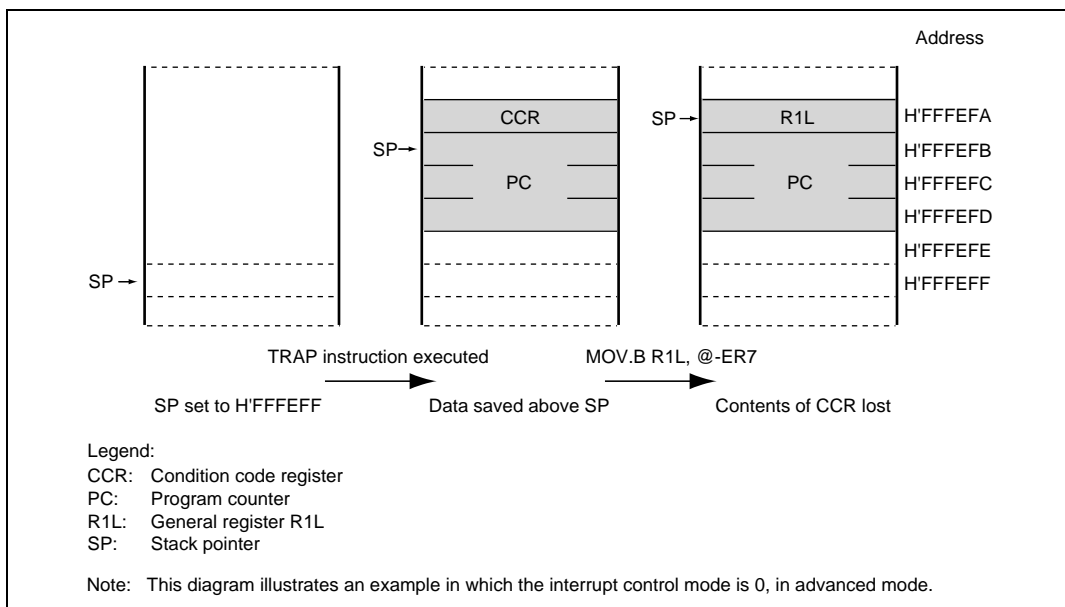 Address
CCR
SP
R1L
H'FFFEFA
SP
H'FFFEFB
PC
PC
H'FFFEFC
H'FFFEFD
H'FFFEFE
SP
H'FFFEFF
TRAP instruction executed
MOV.B R1L, @-ER7
SP set to H'FFFEFF
Data saved above SP
Contents of CCR lost
Legend:
CCR: Condition code register
PC: Program counter
R1L: General register R1L
SP: Stack pointer
Note: This diagram illustrates an example in which the interrupt control mode is 0, in advanced mode.